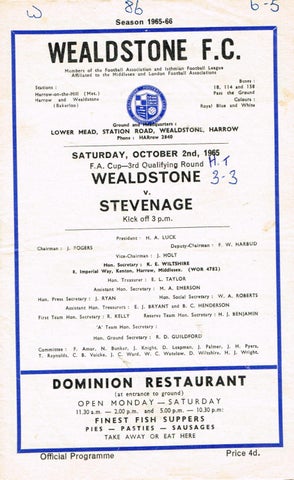 W 86 6-5
Season 1965-66
WEALDSTONE F.C.
Members of the Football Association and Isthmian Football League
Affiliated to the Middlesex and London Football Associations
Stations :
Harrow-on-the-Hill (Met.)
Harrow and Wealdstone
(Bakerloo)
Buses :
18, 114 and 158
Pass the Ground
Colours :
Royal Blue and White
Ground and Headquarters :
LOWER MEAD, STATION ROAD, WEALDSTONE, HARROW
Phone : HARrow 2840
SATURDAY, OCTOBER 2nd, 1965
F.A. Cup—3rd Qualifying Round H.T
WEALDSTONE 3-3
v.
STEVENAGE
Kick off 3 p.m.
President : H. A. LUCK
Chairman : J. FOGERS Deputy-Chairman : F. W. HARBUD
Vice-Chairman : J. HOLT
Hon. Secretary : K. E. WILTSHIRE
8, Imperial Way, Kenton, Harrow, Middlesex. (WOR 4782)
Hon. Treasurer : E. L. TAYLOR
Assistant Hon. Secretary : M. A. EMERSON
Hon. Press Secretary : J. RYAN Hon. Social Secretary : W. A. ROBERTS
Assistant Hon. Treasurers : E. J. BRYANT and B. C. HENDERSON
First Team Hon. Secretary : R. KELLY Reserve Team Hon. Secretary : H. J. BENJAMIN
'A' Team Hon. Secretary :
Hon. Ground Secretary : R. D. GUILDFORD
Committee : F. Amor, N. Bunker, J. Knight, D. Leapman, J. Palmer, J. H. Pyers,
T. Reynolds, C. B. Voicke, J. C. Ward, W. C. Wetselow, D. Wiltshire, H. J. Wright.
DOMINION RESTAURANT
(at entrance to ground)
OPEN MONDAY — SATURDAY
11.30 a.m. — 2.00 p.m. and 5.00 p.m. — 10.30 p.m.
FINEST FISH SUPPERS
PIES — PASTIES — SAUSAGES
TAKE AWAY OR EAT HERE
Official Programme Price 4d.